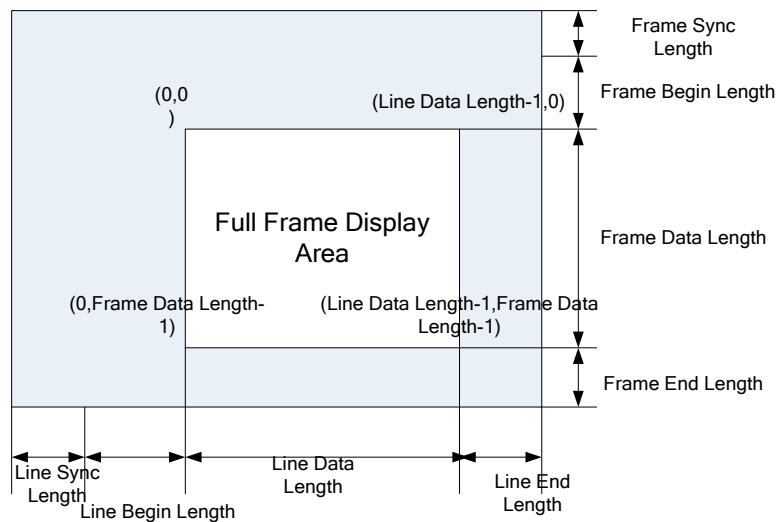 Frame Sync
Length
Frame Begin Length
(0,0
)
(Line Data Length-1,0)
Full Frame Display
Area
Frame Data Length
(0,Frame Data Length-
1)
(Line Data Length-1,Frame Data
Length-1)
Frame End Length
Line Sync
Length
Line Begin Length
Line Data
Length
Line End
Length